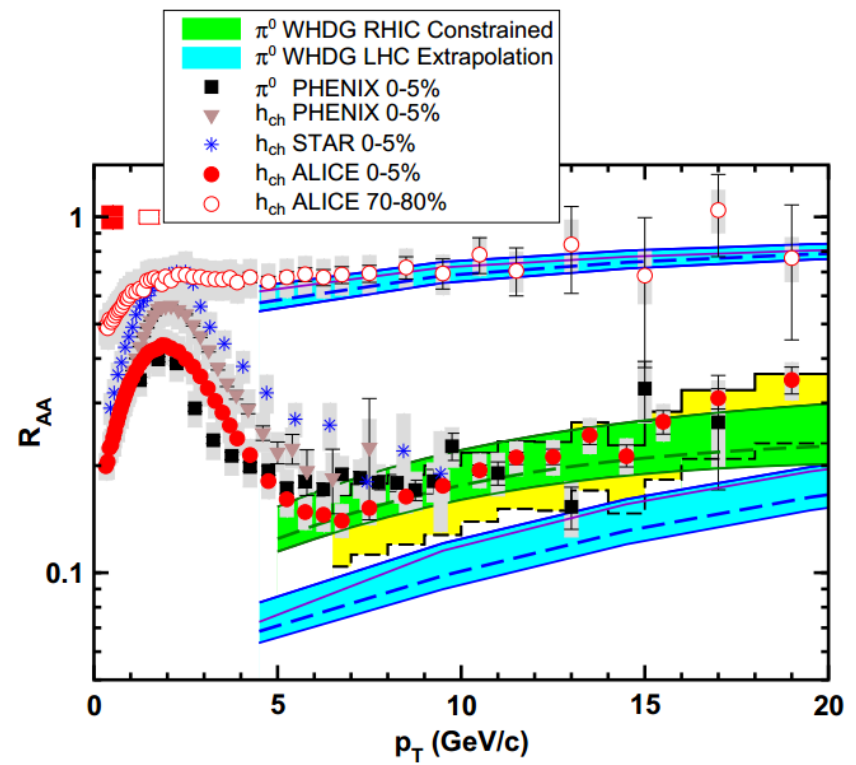 π⁰ WHDG RHIC Constrained
π⁰ WHDG LHC Extrapolation
π⁰ PHENIX 0-5%
h_ch PHENIX 0-5%
h_ch STAR 0-5%
h_ch ALICE 0-5%
h_ch ALICE 70-80%
1
0.1
R_AA
0 5 10 15 20
p_T (GeV/c)